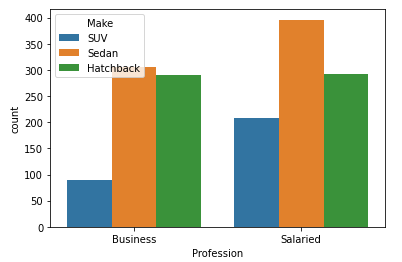 400
350
300
250
200
150
100
50
0
count
Make
SUV
Sedan
Hatchback
Business Salaried
Profession